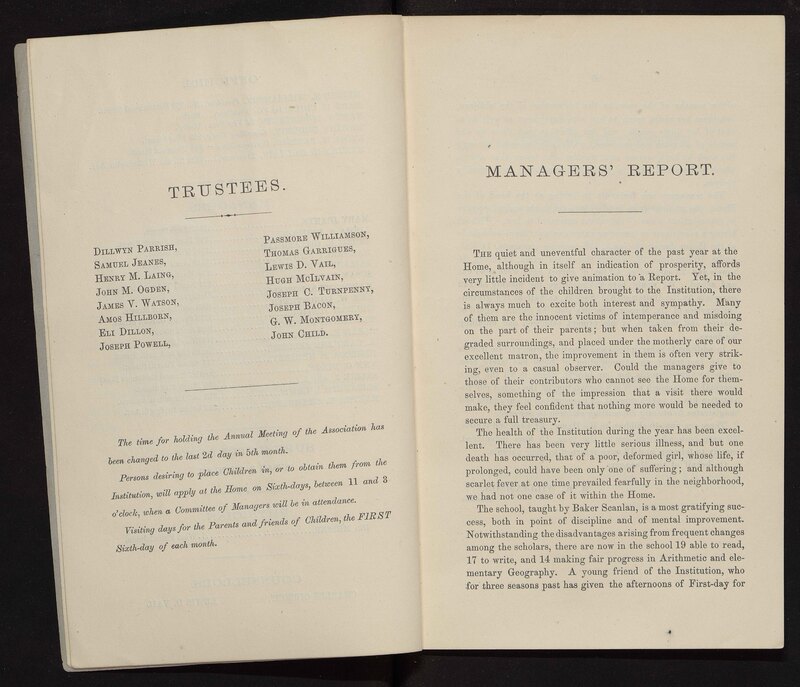 TRUSTEES.
Dillwyn Parrish,
Samuel Jeanes,
Henry M. Laing,
John M. Ogden,
James V. Watson,
Amos Hillborn,
Eli Dillon,
Joseph Powell,
Passmore Williamson,
Thomas Garrigues,
Lewis D. Vail,
Hugh McIlvain,
Joseph C. Turnpenny,
Joseph Bacon,
G. W. Montgomery,
John Child.
The time for holding the Annual Meeting of the Association has
been changed to the last 2d day in 5th month.
Persons desiring to place Children in, or to obtain them from the
Institution, will apply at the Home on Sixth-days, between 11 and 3
o'clock, when a Committee of Managers will be in attendance.
Visiting days for the Parents and friends of Children, the FIRST
Sixth-day of each month.
MANAGERS' REPORT.
The quiet and uneventful character of the past year at the
Home, although in itself an indication of prosperity, affords
very little incident to give animation to a Report. Yet, in the
circumstances of the children brought to the Institution, there
is always much to excite both interest and sympathy. Many
of them are the innocent victims of intemperance and misdoing
on the part of their parents; but when taken from their de-
graded surroundings, and placed under the motherly care of our
excellent matron, the improvement in them is often very strik-
ing, even to a casual observer. Could the managers give to
those of their contributors who cannot see the Home for them-
selves, something of the impression that a visit there would
make, they feel confident that nothing more would be needed to
secure a full treasury.
The health of the Institution during the year has been excel-
lent. There has been very little serious illness, and but one
death has occurred, that of a poor, deformed girl, whose life, if
prolonged, could have been only one of suffering; and although
scarlet fever at one time prevailed fearfully in the neighborhood,
we had not one case of it within the Home.
The school, taught by Baker Scanlan, is a most gratifying suc-
cess, both in point of discipline and of mental improvement.
Notwithstanding the disadvantages arising from frequent changes
among the scholars, there are now in the school 19 able to read,
17 to write, and 14 making fair progress in Arithmetic and ele-
mentary Geography. A young friend of the Institution, who
for three seasons past has given the afternoons of First-day for